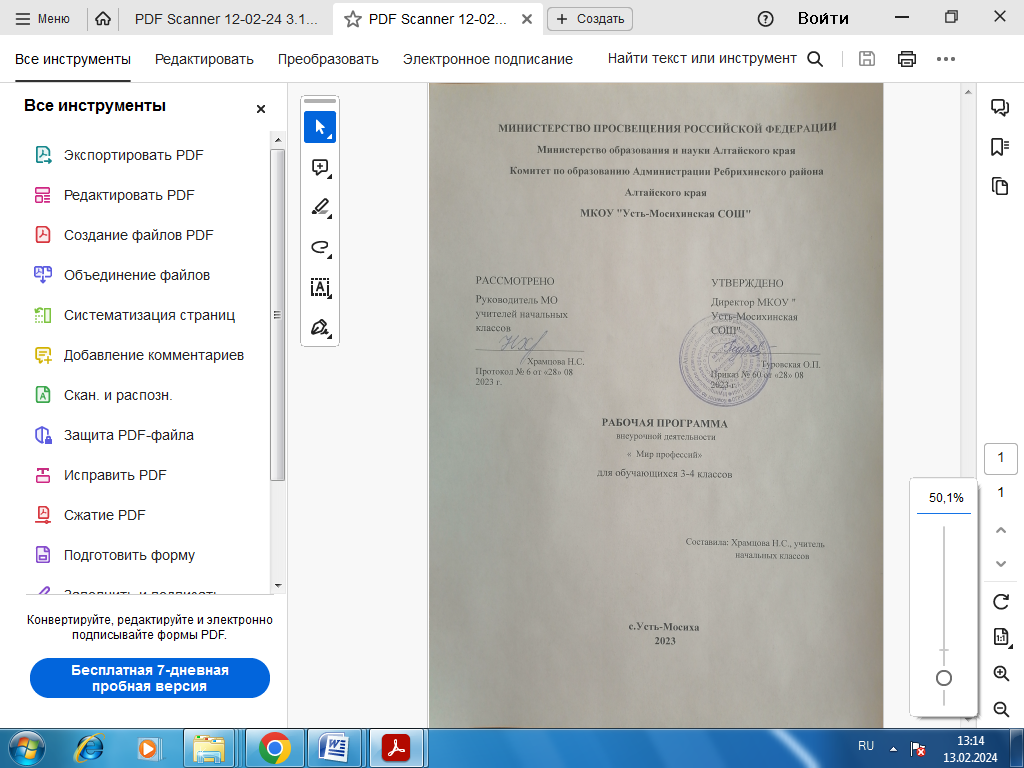 Меню
PDF Scanner 12-02-24 3.1...
PDF Scanner 12-02...
Создать
Войти
Все инструменты
Редактировать
Преобразовать
Электронное подписание
Найти текст или инструмент
Все инструменты
Экспортировать PDF
Редактировать PDF
Создание файлов PDF
Объединение файлов
Систематизация страниц
Добавление комментариев
Скан. и распозн.
Защита PDF-файла
Исправить PDF
Сжатие PDF
Подготовить форму
Заполнить и подписать
Конвертируйте, редактируйте и электронно
подписывайте формы PDF.
Бесплатная 7-дневная
пробная версия
МИНИСТЕРСТВО ПРОСВЕЩЕНИЯ РОССИЙСКОЙ ФЕДЕРАЦИИ
Министерство образования и науки Алтайского края
Комитет по образованию Администрации Ребрихинского района
Алтайского края
МКОУ "Усть-Мосихинская СОШ"
РАССМОТРЕНО
Руководитель МО
учителей начальных
классов
Храмцова Н.С.
Протокол № 6 от «28» 08
2023 г.
УТВЕРЖДЕНО
Директор МКОУ "
Усть-Мосихинская
СОШ"
Туровская О.П.
Приказ № 60 от «28» 08
2023 г.
РАБОЧАЯ ПРОГРАММА
внеурочной деятельности
« Мир профессий»
для обучающихся 3-4 классов
Составила: Храмцова Н.С., учитель
начальных классов
с.Усть-Мосиха
2023
1
1
50,1%
1:1
RU
13:14
13.02.2024